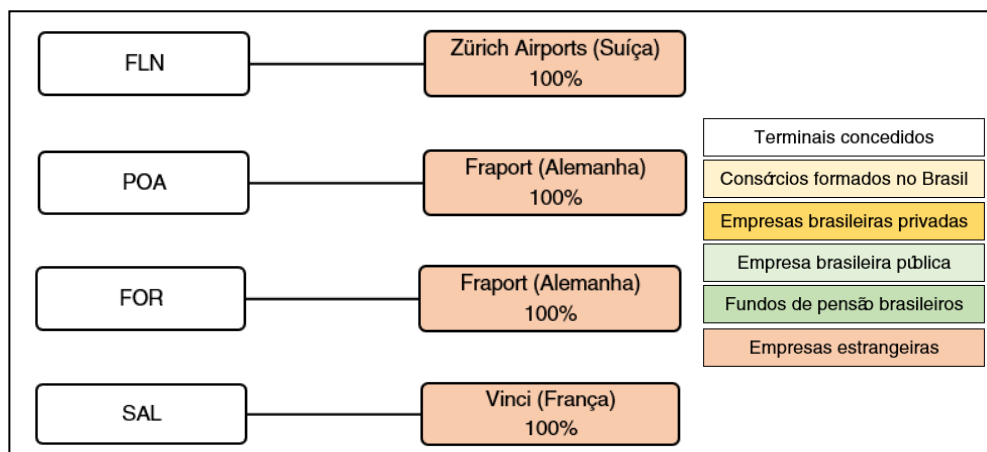 FLN
Zürich Airports (Suíça)
100%
POA
Fraport (Alemanha)
100%
FOR
Fraport (Alemanha)
100%
SAL
Vinci (França)
100%
Terminais concedidos
Consórcios formados no Brasil
Empresas brasileiras privadas
Empresa brasileira pública
Fundos de pensão brasileiros
Empresas estrangeiras